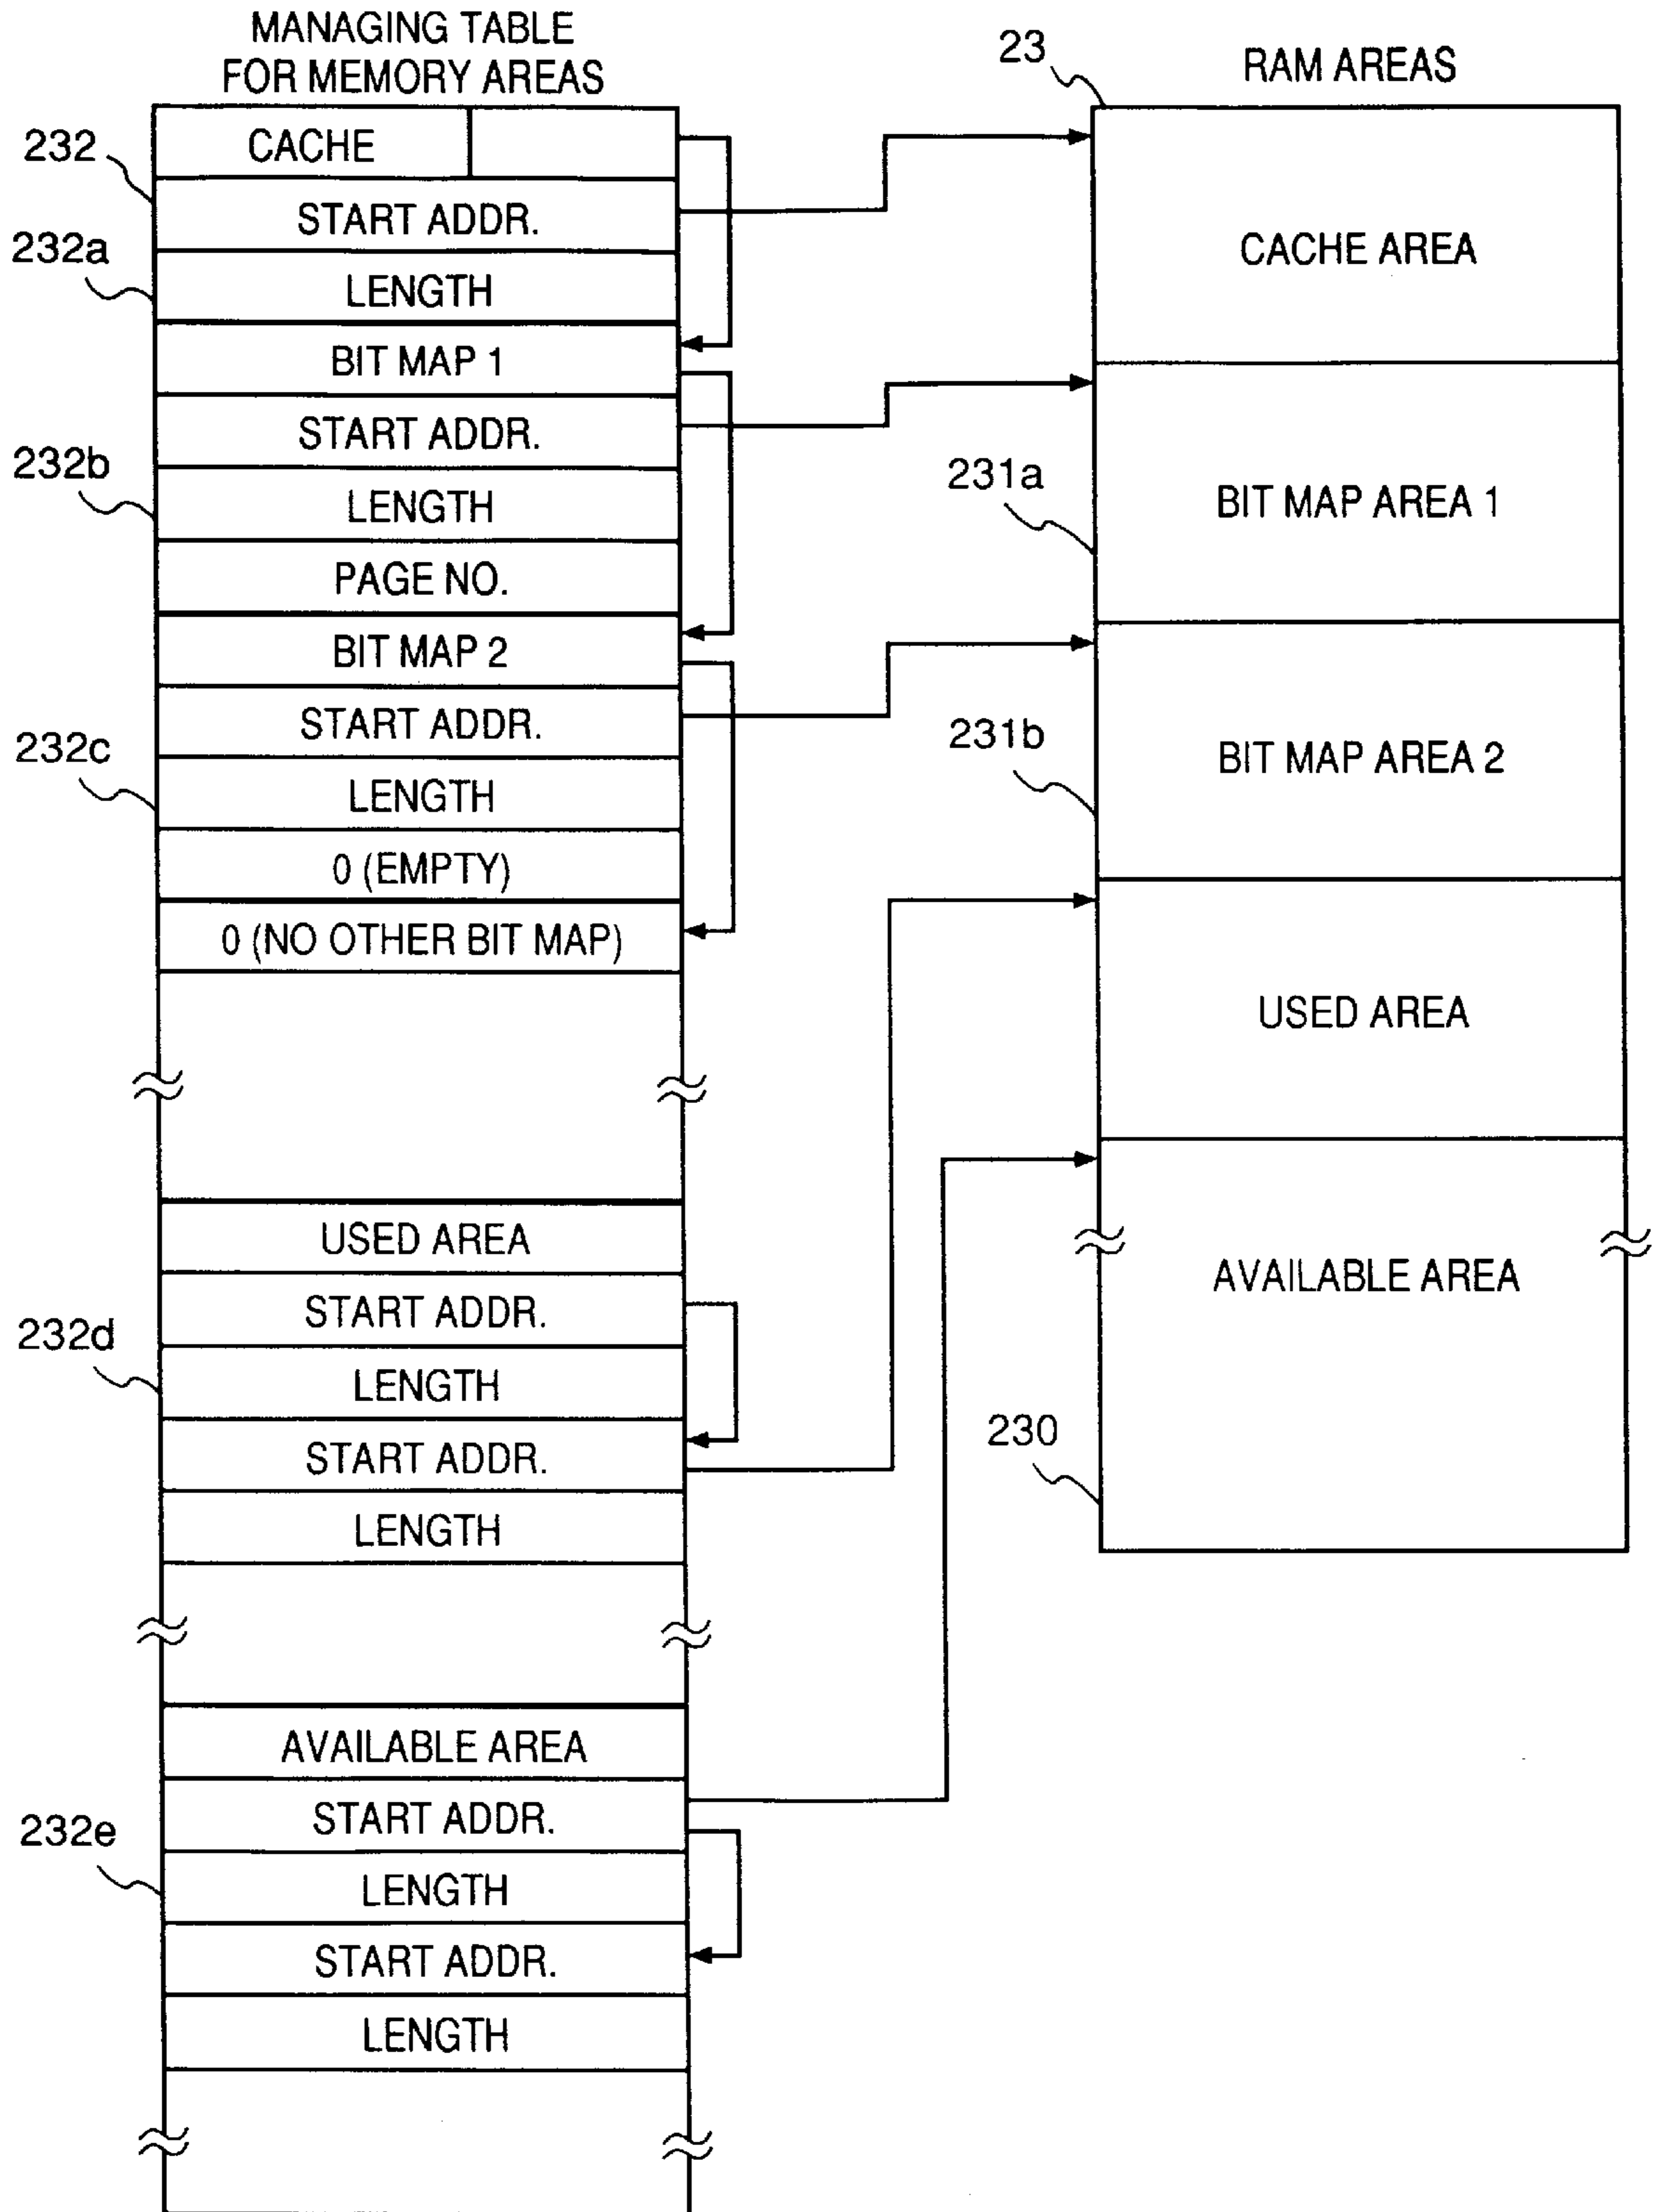 MANAGING TABLE
FOR MEMORY AREAS
232
CACHE
START ADDR.
232a
LENGTH
BIT MAP 1
START ADDR.
232b
LENGTH
PAGE NO.
BIT MAP 2
START ADDR.
232c
LENGTH
0 (EMPTY)
0 (NO OTHER BIT MAP)
USED AREA
START ADDR.
232d
LENGTH
START ADDR.
LENGTH
AVAILABLE AREA
START ADDR.
232e
LENGTH
START ADDR.
LENGTH
23
RAM AREAS
CACHE AREA
231a
BIT MAP AREA 1
231b
BIT MAP AREA 2
USED AREA
AVAILABLE AREA
230